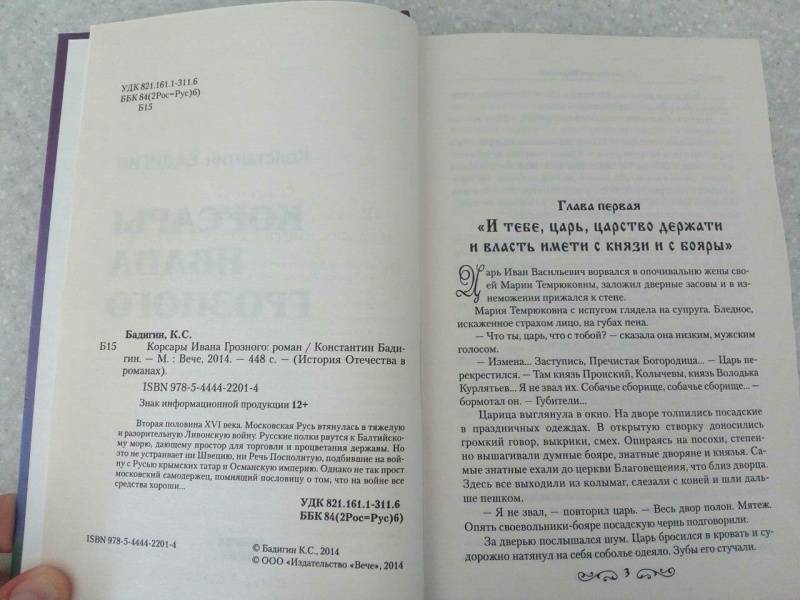 УДК 821.161.1-311.6
ББК 84(2Рос=Рус)6)
Б15
Бадигин, К.С.
Б15 Корсары Ивана Грозного: роман / Константин Бади-
гин. — М. : Вече, 2014. — 448 с. — (История Отечества в
романах).
ISBN 978-5-4444-2201-4
Знак информационной продукции 12+
Вторая половина XVI века. Московская Русь втянулась в тяжелую
и разорительную Ливонскую войну. Русские полки рвутся к Балтийско-
му морю, дающему простор для торговли и процветания державы. Но
это не устраивает ни Швецию, ни Речь Посполитую, подбившие на вой-
ну с Русью крымских татар и Османскую империю. Однако не так прост
московский самодержец, помнящий пословицу о том, что на войне все
средства хороши...
УДК 821.161.1-311.6
ББК 84(2Рос=Рус)6)
ISBN 978-5-4444-2201-4
© Бадигин К.С., 2014
© ООО «Издательство «Вече», 2014
Глава первая
«И тебе, царь, царство держати
и власть имети с князи и с бояры»
Царь Иван Васильевич ворвался в опочивальню жены сво-
ей Марии Темрюковны, заложил дверные засовы и в из-
неможении прижался к стене.
Мария Темрюковна с испугом глядела на супруга. Бледное,
искаженное страхом лицо, на губах пена.
— Что ты, царь, что с тобой? — сказала она низким, мужским
голосом.
— Измена... Заступись, Пречистая Богородица... — Царь пе-
рекрестился. — Там князь Пронский, Колычевы, князь Володька
Курлятьев... Я не звал их. Собачье сборище, собачье сборище... —
бормотал он. — Губители...
Царица выглянула в окно. На дворе толпились посадские
в праздничных одеждах. В открытую створку доносились
громкий говор, выкрики, смех. Опираясь на посохи, степен-
но вышагивали думные бояре, знатные дворяне и князья. Са-
мые знатные ехали до церкви Благовещения, что близ дворца.
Здесь все выходили из колымаг, слезали с коней и шли даль-
ше пешком.
— Я не звал, — повторил царь. — Весь двор полон. Мятеж.
Опять своевольники-бояре посадскую чернь подговорили.
За дверью послышался шум. Царь бросился в кровать и су-
дорожно натянул на себя соболье одеяло. Зубы его стучали.
3